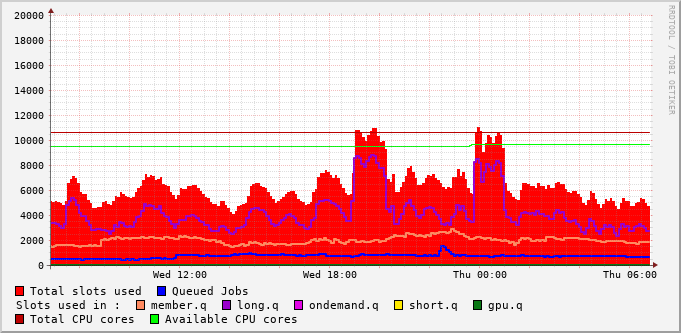 20000
18000
16000
14000
12000
10000
8000
6000
4000
2000
0
Wed 12:00 Wed 18:00 Thu 00:00 Thu 06:00
RRDTOOL / TOBI OETIKER
Total slots used Queued Jobs
Slots used in : member.q long.q ondemand.q short.q gpu.q
Total CPU cores Available CPU cores